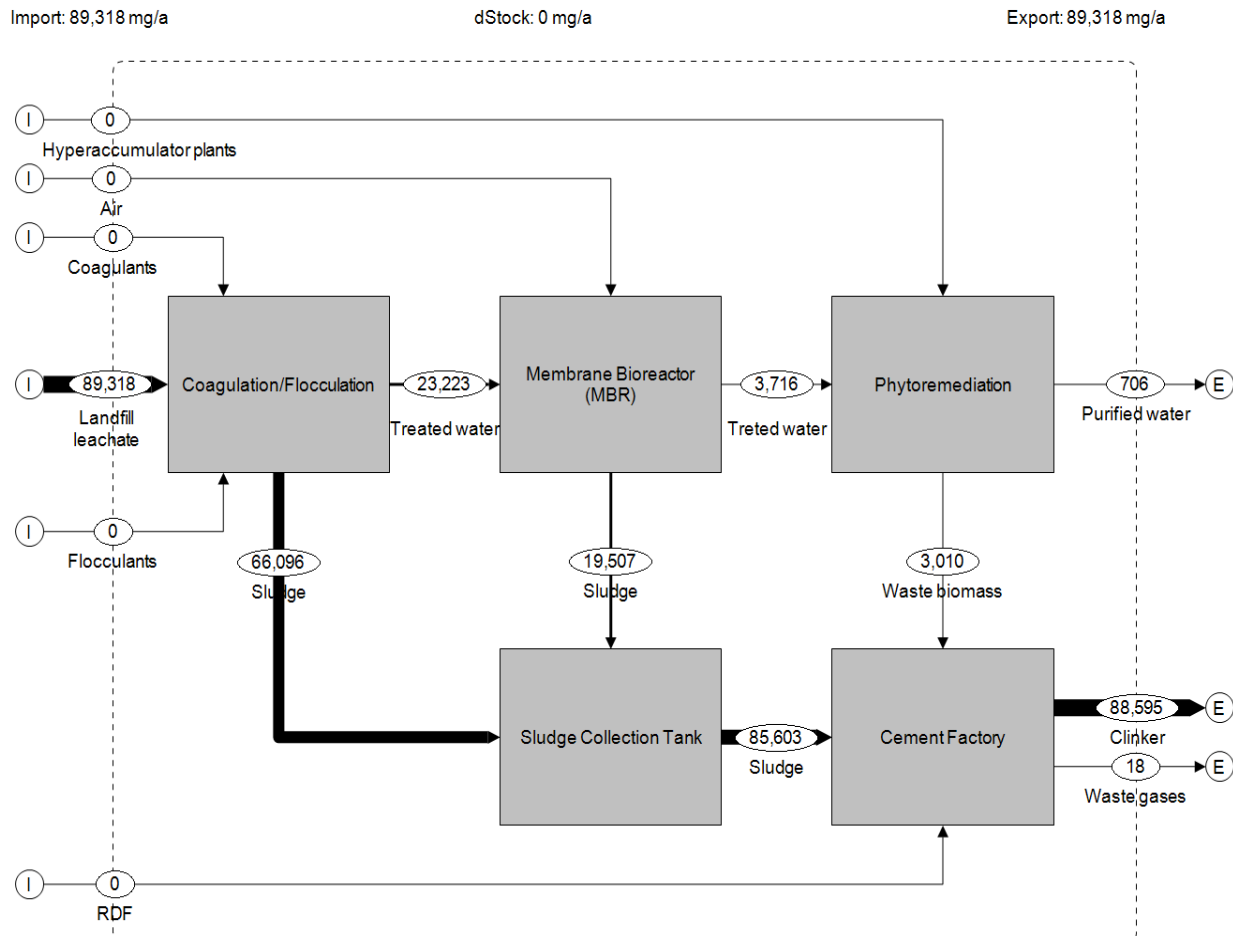 Import: 89,318 mg/a
dStock: 0 mg/a
Export: 89,318 mg/a
I
0
Hyperaccumulator plants
I
0
Air
I
0
Coagulants
I
89,318
Landfill
leachate
Coagulation/Flocculation
23,223
Treated water
Membrane Bioreactor
(MBR)
3,716
Treted water
Phytoremediation
706
Purified water
E
I
0
Flocculants
66,096
Sludge
19,507
Sludge
3,010
Waste biomass
Sludge Collection Tank
85,603
Sludge
Cement Factory
88,595
Clinker
E
18
Waste gases
E
I
0
RDF